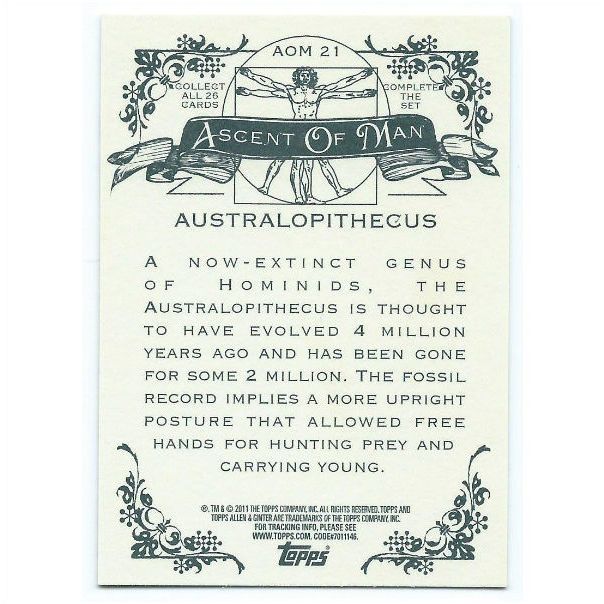 AOM 21
COLLECT
ALL 26
CARDS
COMPLETE
THE
SET
ASCENT OF MAN
AUSTRALOPITHECUS
A NOW-EXTINCT GENUS
OF HOMINIDS, THE
AUSTRALOPITHECUS IS THOUGHT
TO HAVE EVOLVED 4 MILLION
YEARS AGO AND HAS BEEN GONE
FOR SOME 2 MILLION. THE FOSSIL
RECORD IMPLIES A MORE UPRIGHT
POSTURE THAT ALLOWED FREE
HANDS FOR HUNTING PREY AND
CARRYING YOUNG.
®, TM & © 2011 THE TOPPS COMPANY, INC. ALL RIGHTS RESERVED. TOPPS AND
TOPPS ALLEN & GINTER ARE TRADEMARKS OF THE TOPPS COMPANY, INC.
FOR TRACKING INFO, PLEASE SEE
WWW.TOPPS.COM. CODE#7011146.
TOPPS